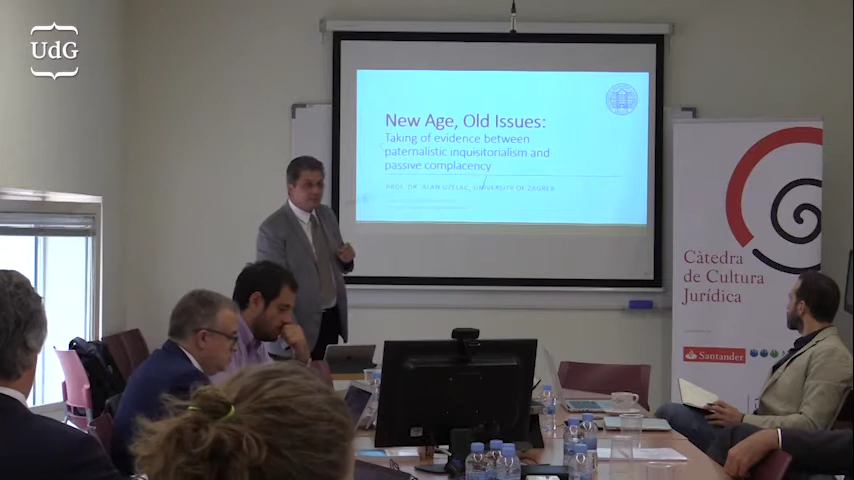 UdG
New Age, Old Issues:
Taking of evidence between
paternalistic inquisitorialism and
passive complacency
PROF. DR. ALAN UZELAC, UNIVERSITY OF ZAGREB
Càtedra
de Cultura
Jurídica
Santander